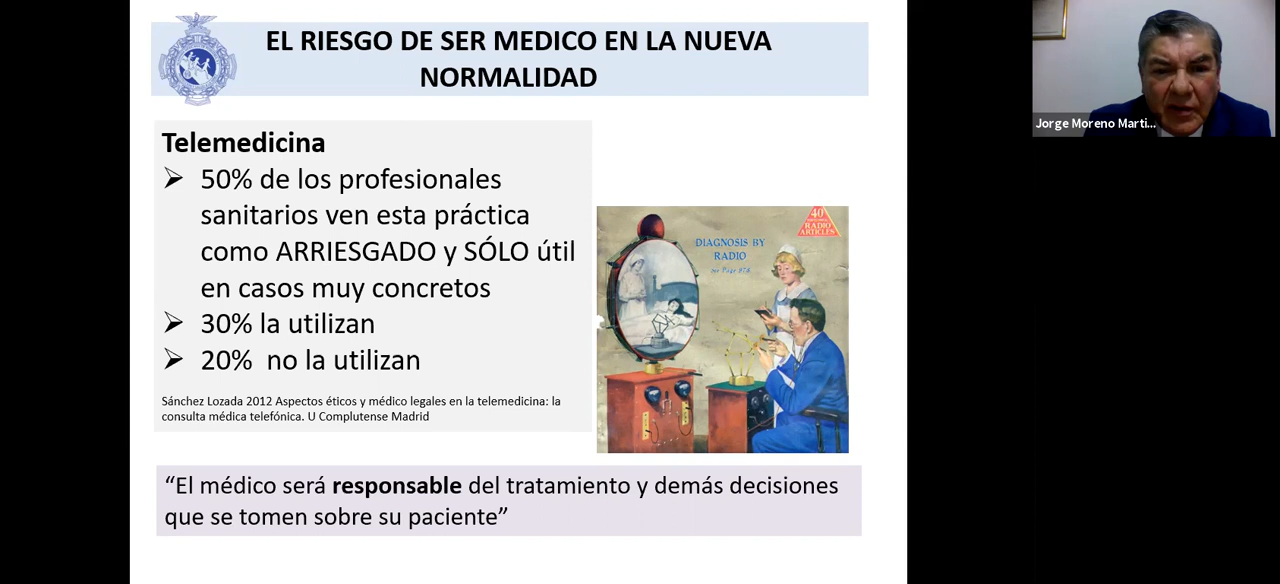 EL RIESGO DE SER MEDICO EN LA NUEVA
NORMALIDAD
Telemedicina
➢ 50% de los profesionales
sanitarios ven esta práctica
como ARRIESGADO y SÓLO útil
en casos muy concretos
➢ 30% la utilizan
➢ 20% no la utilizan
Sánchez Lozada 2012 Aspectos éticos y médico legales en la telemedicina: la
consulta médica telefónica. U Complutense Madrid
40
RADIO
ARTICLES
DIAGNOSIS BY
RADIO
“El médico será responsable del tratamiento y demás decisiones
que se tomen sobre su paciente”
Jorge Moreno Marti...